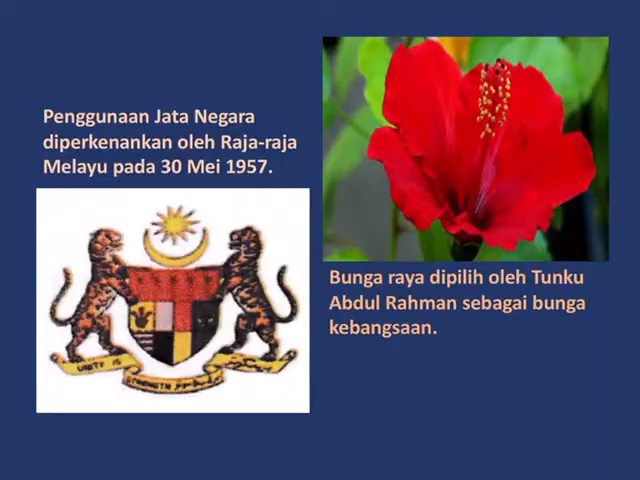 Penggunaan Jata Negara
diperkenankan oleh Raja-raja
Melayu pada 30 Mei 1957.
UNITY IS
STRENGTH
Bunga raya dipilih oleh Tunku
Abdul Rahman sebagai bunga
kebangsaan.